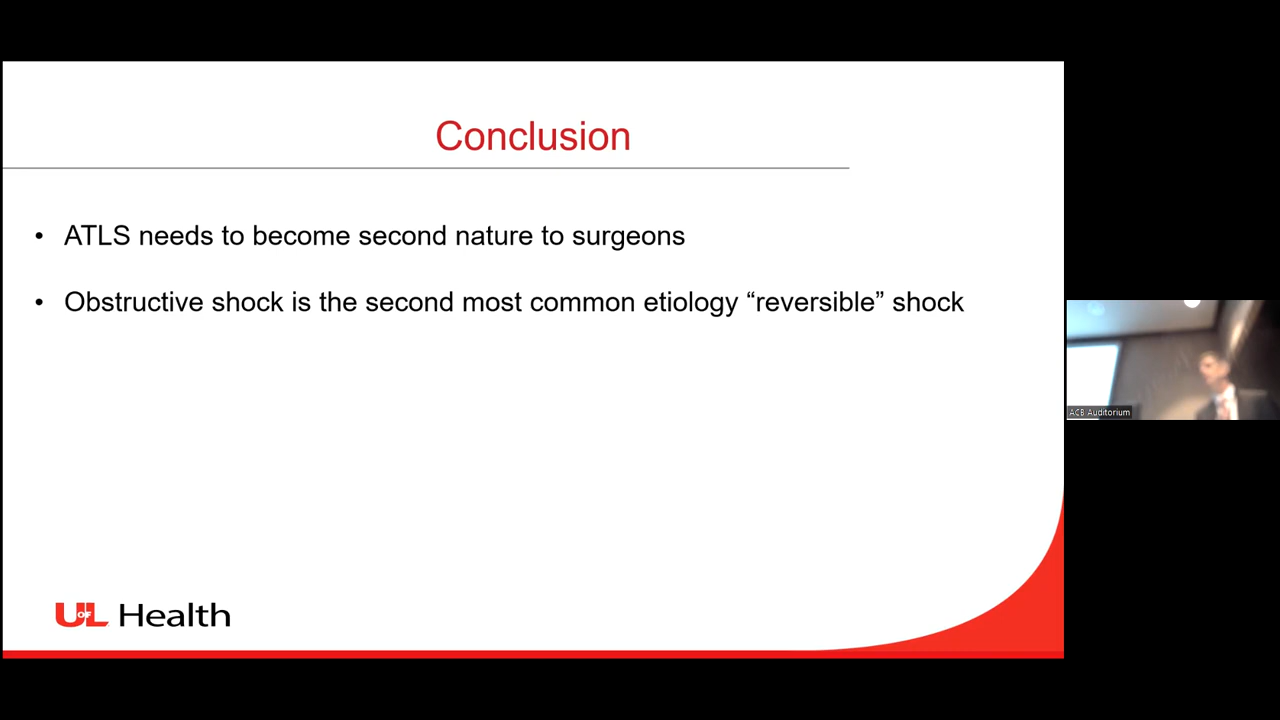 Conclusion
• ATLS needs to become second nature to surgeons
• Obstructive shock is the second most common etiology “reversible” shock
ACB Auditorium
UofL Health